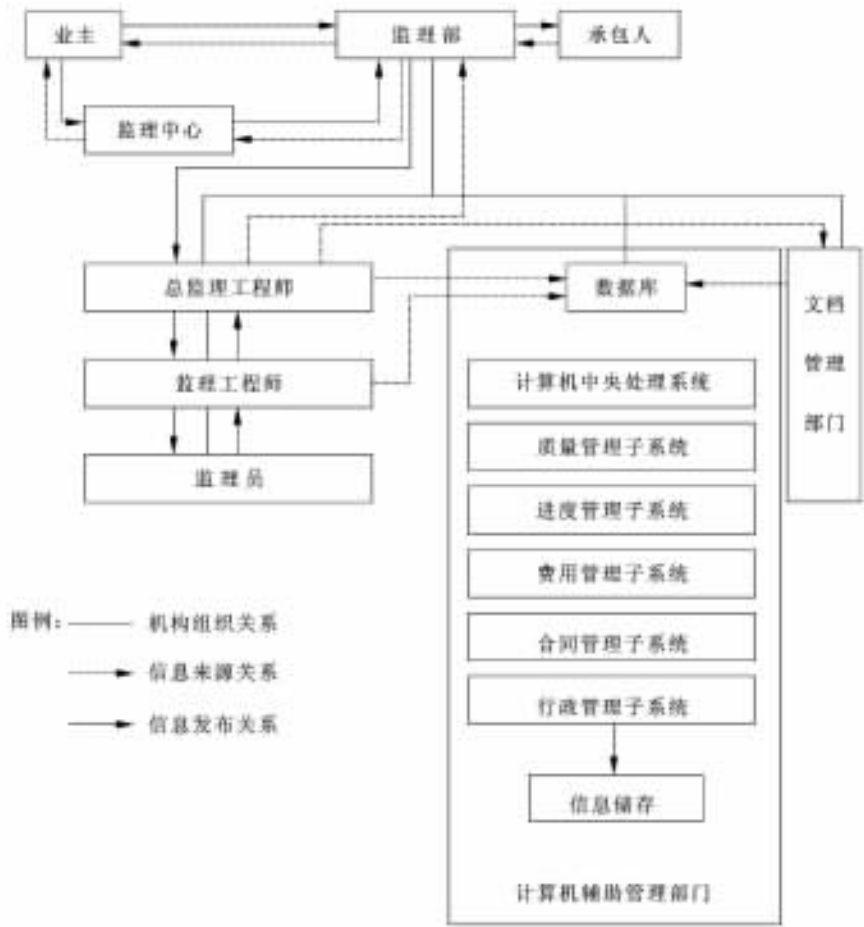 业主
监理部
承包人
监理中心
总监理工程师
数据库
文档
管理
部门
监理工程师
计算机中央处理系统
质量管理子系统
监理员
进度管理子系统
费用管理子系统
图例：
机构组织关系
合同管理子系统
信息来源关系
行政管理子系统
信息发布关系
信息储存
计算机辅助管理部门